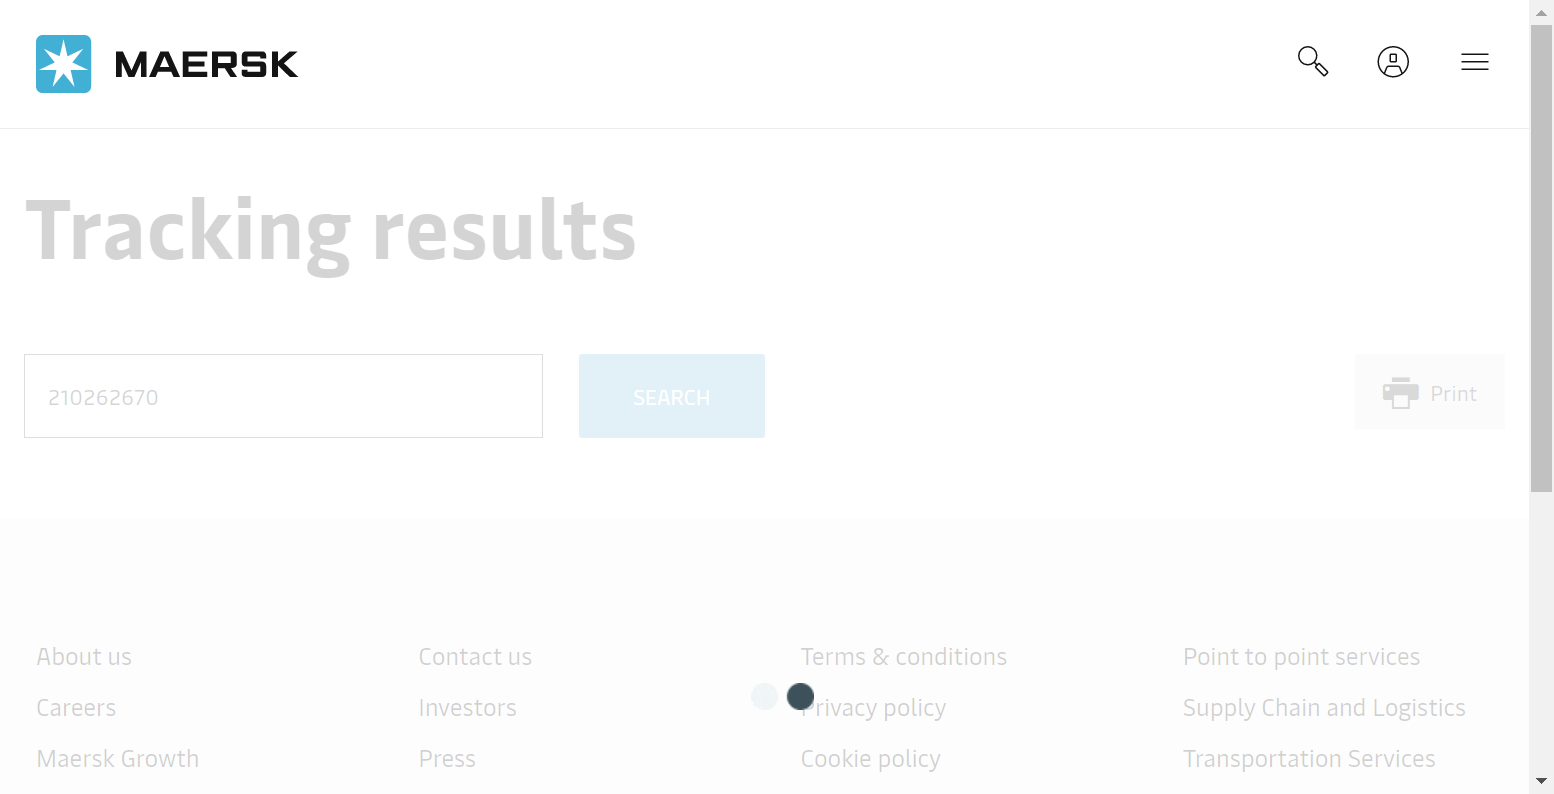 MAERSK
Tracking results
210262670
SEARCH
Print
About us
Contact us
Terms & conditions
Point to point services
Careers
Investors
Privacy policy
Supply Chain and Logistics
Maersk Growth
Press
Cookie policy
Transportation Services